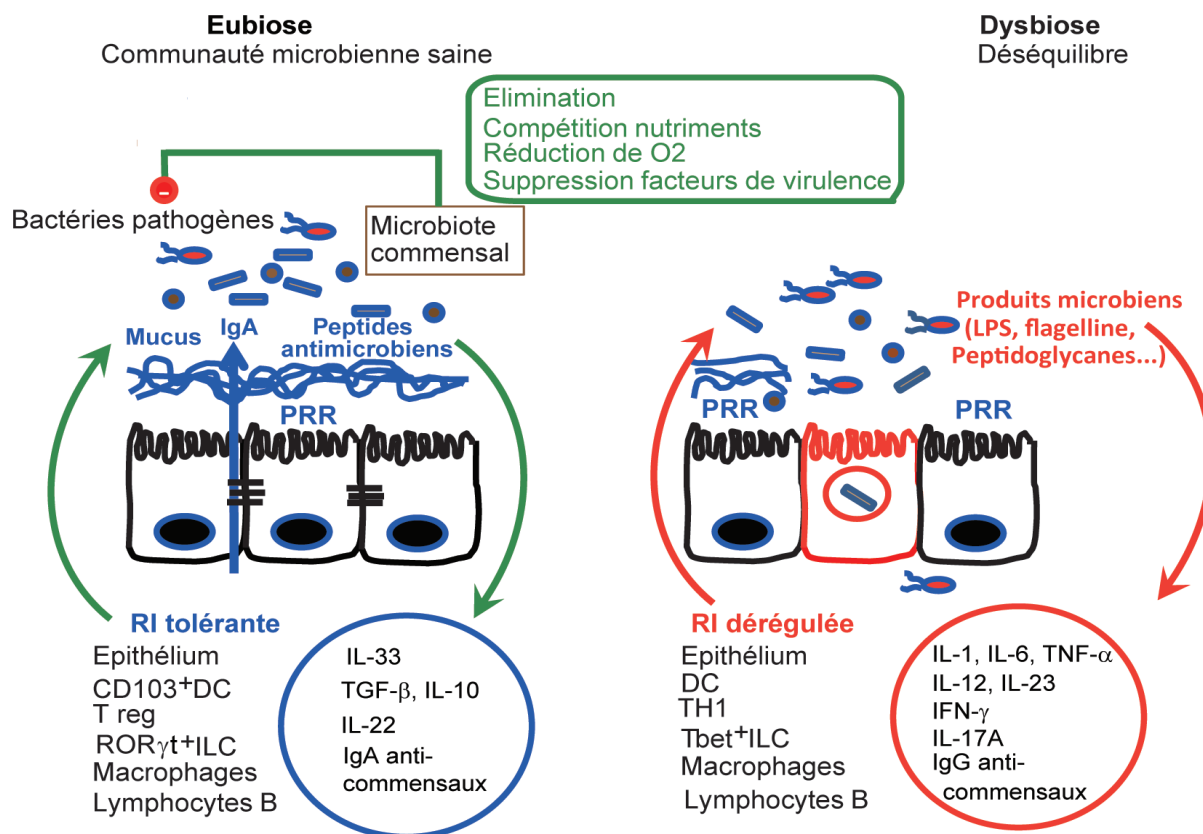 Eubiose
Communauté microbienne saine
Dysbiose
Déséquilibre
Elimination
Compétition nutriments
Réduction de O2
Suppression facteurs de virulence
Bactéries pathogènes
Microbiote
commensal
Mucus
IgA
Peptides
antimicrobiens
PRR
RI tolérante
Epithélium
CD103+DC
T reg
RORγt+ILC
Macrophages
Lymphocytes B
IL-33
TGF-β, IL-10
IL-22
IgA anti-
commensaux
Produits microbiens
(LPS, flagelline,
Peptidoglycanes...)
PRR
PRR
RI dérégulée
Epithélium
DC
TH1
Tbet+ILC
Macrophages
Lymphocytes B
IL-1, IL-6, TNF-α
IL-12, IL-23
IFN-γ
IL-17A
IgG anti-
commensaux